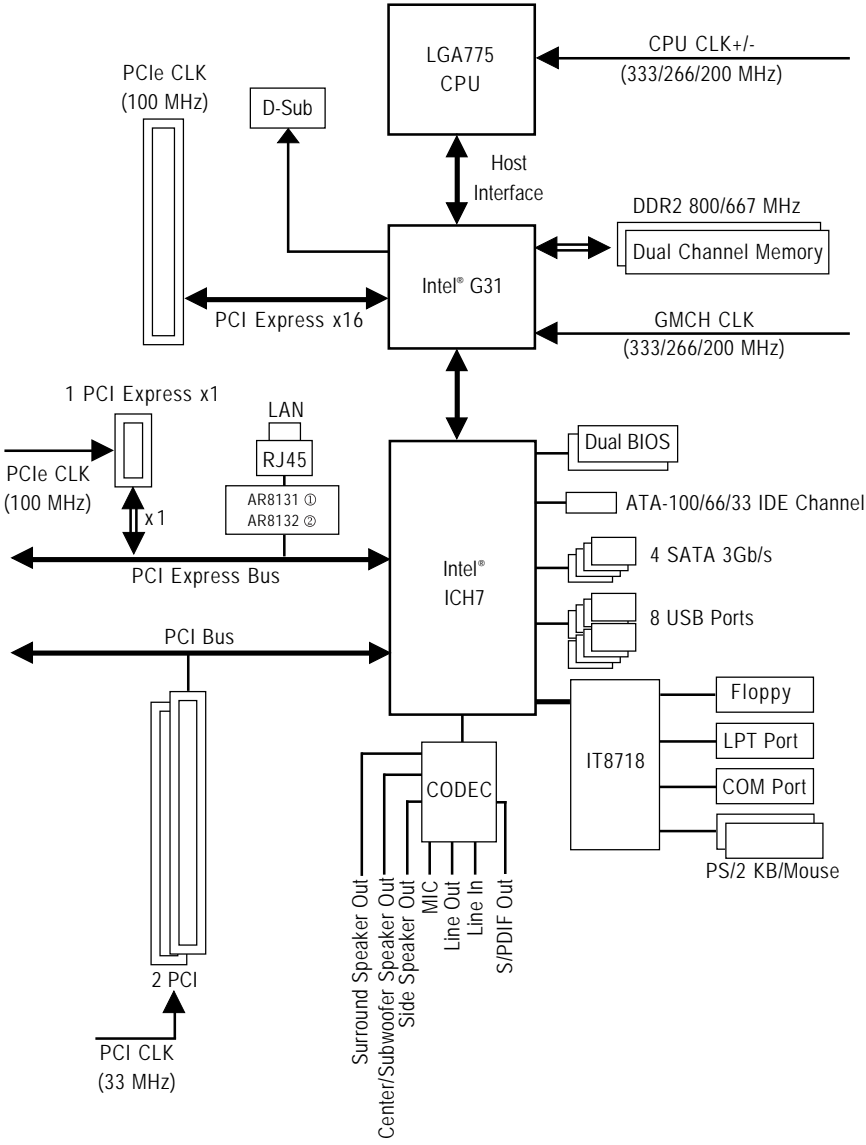 LGA775
CPU
CPU CLK+/-
(333/266/200 MHz)
PCIe CLK
(100 MHz)
D-Sub
Host
Interface
DDR2 800/667 MHz
Dual Channel Memory
Intel® G31
PCI Express x16
GMCH CLK
(333/266/200 MHz)
1 PCI Express x1
LAN
RJ45
Dual BIOS
PCIe CLK
(100 MHz)
x1
AR8131 ①
AR8132 ②
ATA-100/66/33 IDE Channel
PCI Express Bus
Intel®
ICH7
4 SATA 3Gb/s
8 USB Ports
PCI Bus
IT8718
Floppy
LPT Port
COM Port
PS/2 KB/Mouse
CODEC
Surround Speaker Out
Center/Subwoofer Speaker Out
Side Speaker Out
MIC
Line Out
Line In
S/PDIF Out
2 PCI
PCI CLK
(33 MHz)